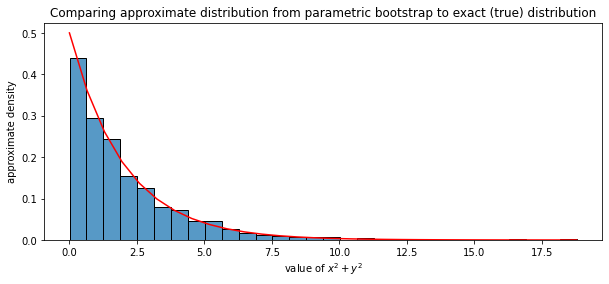 Comparing approximate distribution from parametric bootstrap to exact (true) distribution
approximate density
0.5
0.4
0.3
0.2
0.1
0.0
0.0 2.5 5.0 7.5 10.0 12.5 15.0 17.5
value of x² + y²